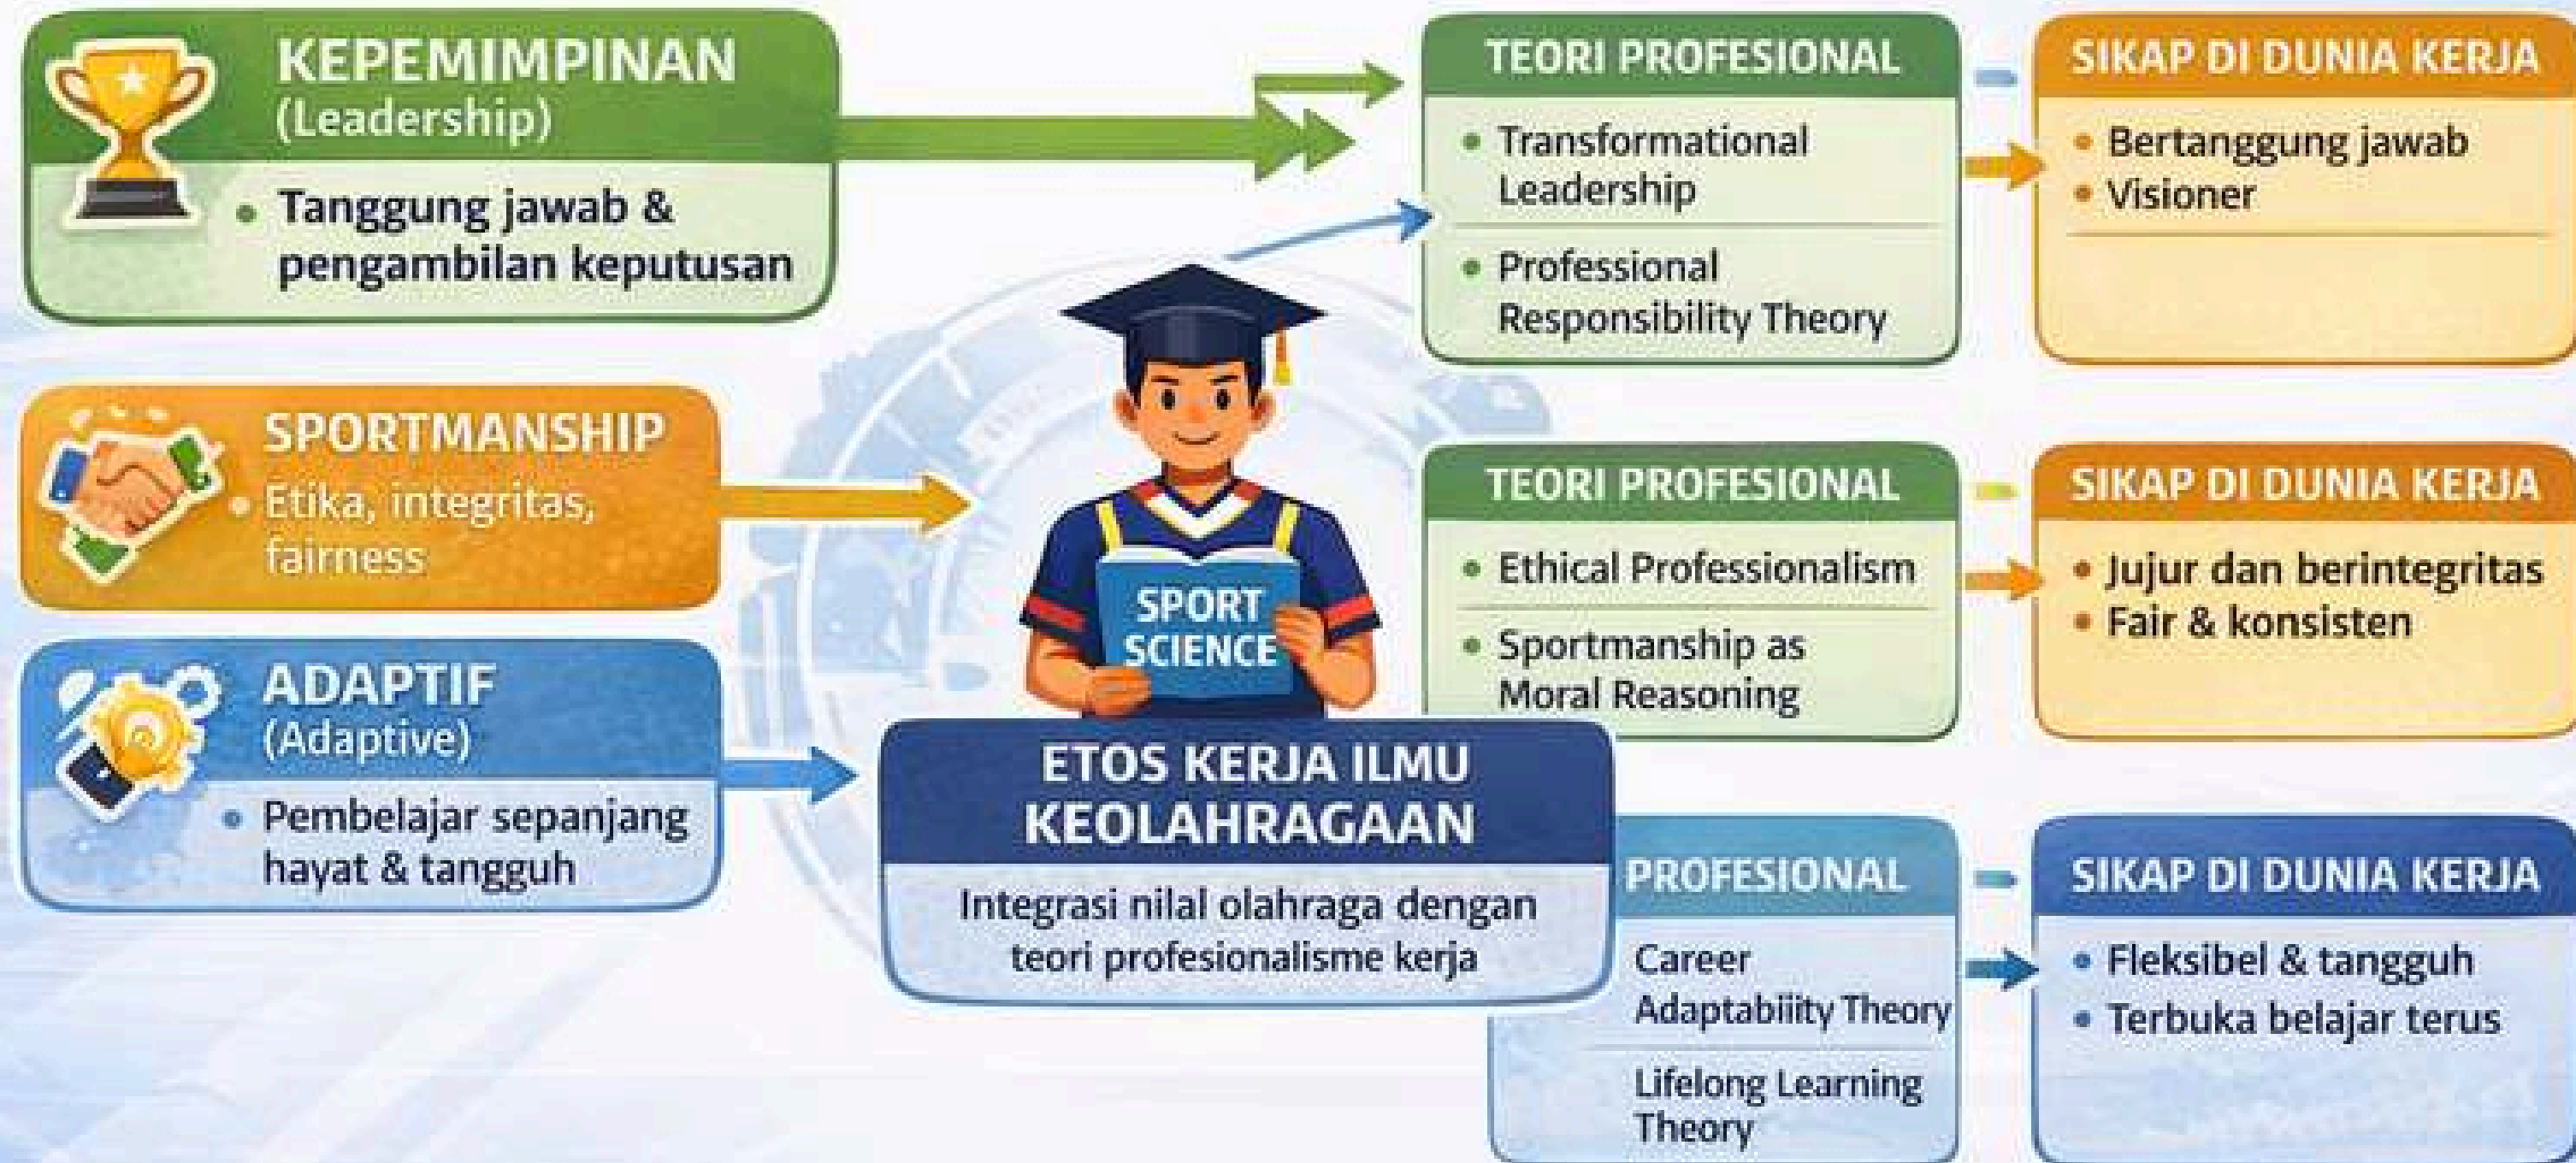 KEPEMIMPINAN
(Leadership)
• Tanggung jawab &
pengambilan keputusan
SPORTMANSHIP
• Etika, integritas,
fairness
ADAPTIF
(Adaptive)
• Pembelajar sepanjang
hayat & tangguh
SPORT
SCIENCE
ETOS KERJA ILMU
KEOLAHRAGAAN
Integrasi nilal olahraga dengan
teori profesionalisme kerja
TEORI PROFESIONAL
• Transformational
Leadership
• Professional
Responsibility Theory
SIKAP DI DUNIA KERJA
• Bertanggung jawab
• Visioner
TEORI PROFESIONAL
• Ethical Professionalism
• Sportmanship as
Moral Reasoning
SIKAP DI DUNIA KERJA
• Jujur dan berintegritas
• Fair & konsisten
PROFESIONAL
Career
Adaptability Theory
Lifelong Learning
Theory
SIKAP DI DUNIA KERJA
• Fleksibel & tangguh
• Terbuka belajar terus